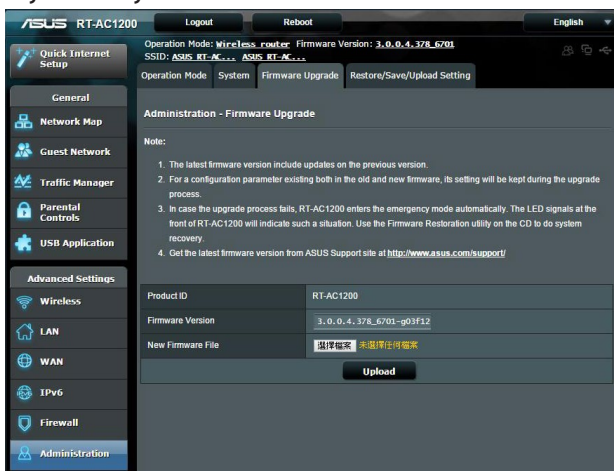 ASUS RT-AC1200 Logout Reboot English
Operation Mode: Wireless router Firmware Version: 3.0.0.4.378_6701
SSID: ASUS RT-AC... ASUS RT-AC...
Quick Internet
Setup
Operation Mode System Firmware Upgrade Restore/Save/Upload Setting
General
Network Map
Guest Network
Traffic Manager
Parental
Controls
USB Application
Advanced Settings
Wireless
LAN
WAN
IPv6
Firewall
Administration
Administration - Firmware Upgrade
Note:
1. The latest firmware version include updates on the previous version.
2. For a configuration parameter existing both in the old and new firmware, its setting will be kept during the upgrade
process.
3. In case the upgrade process fails, RT-AC1200 enters the emergency mode automatically. The LED signals at the
front of RT-AC1200 will indicate such a situation. Use the Firmware Restoration utility on the CD to do system
recovery.
4. Get the latest firmware version from ASUS Support site at http://www.asus.com/support/
Product ID RT-AC1200
Firmware Version 3.0.0.4.378_6701-g03f12
New Firmware File 選擇檔案 未選擇任何檔案
Upload